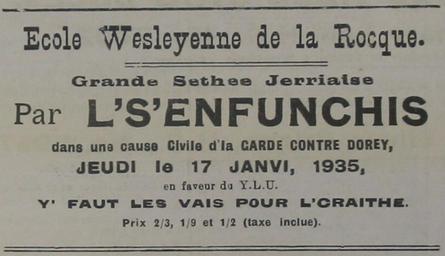 Ecole Wesleyenne de la Rocque.
Grande Sethee Jerriaise
Par L'S'ENFUNCHIS
dans une cause Civile d'la GARDE CONTRE DOREY,
JEUDI le 17 JANVI, 1935,
en faveur du Y.L.U.
Y' FAUT LES VAIS POUR L'CRAITHE.
Prix 2/3, 1/9 et 1/2 (taxe inclue).